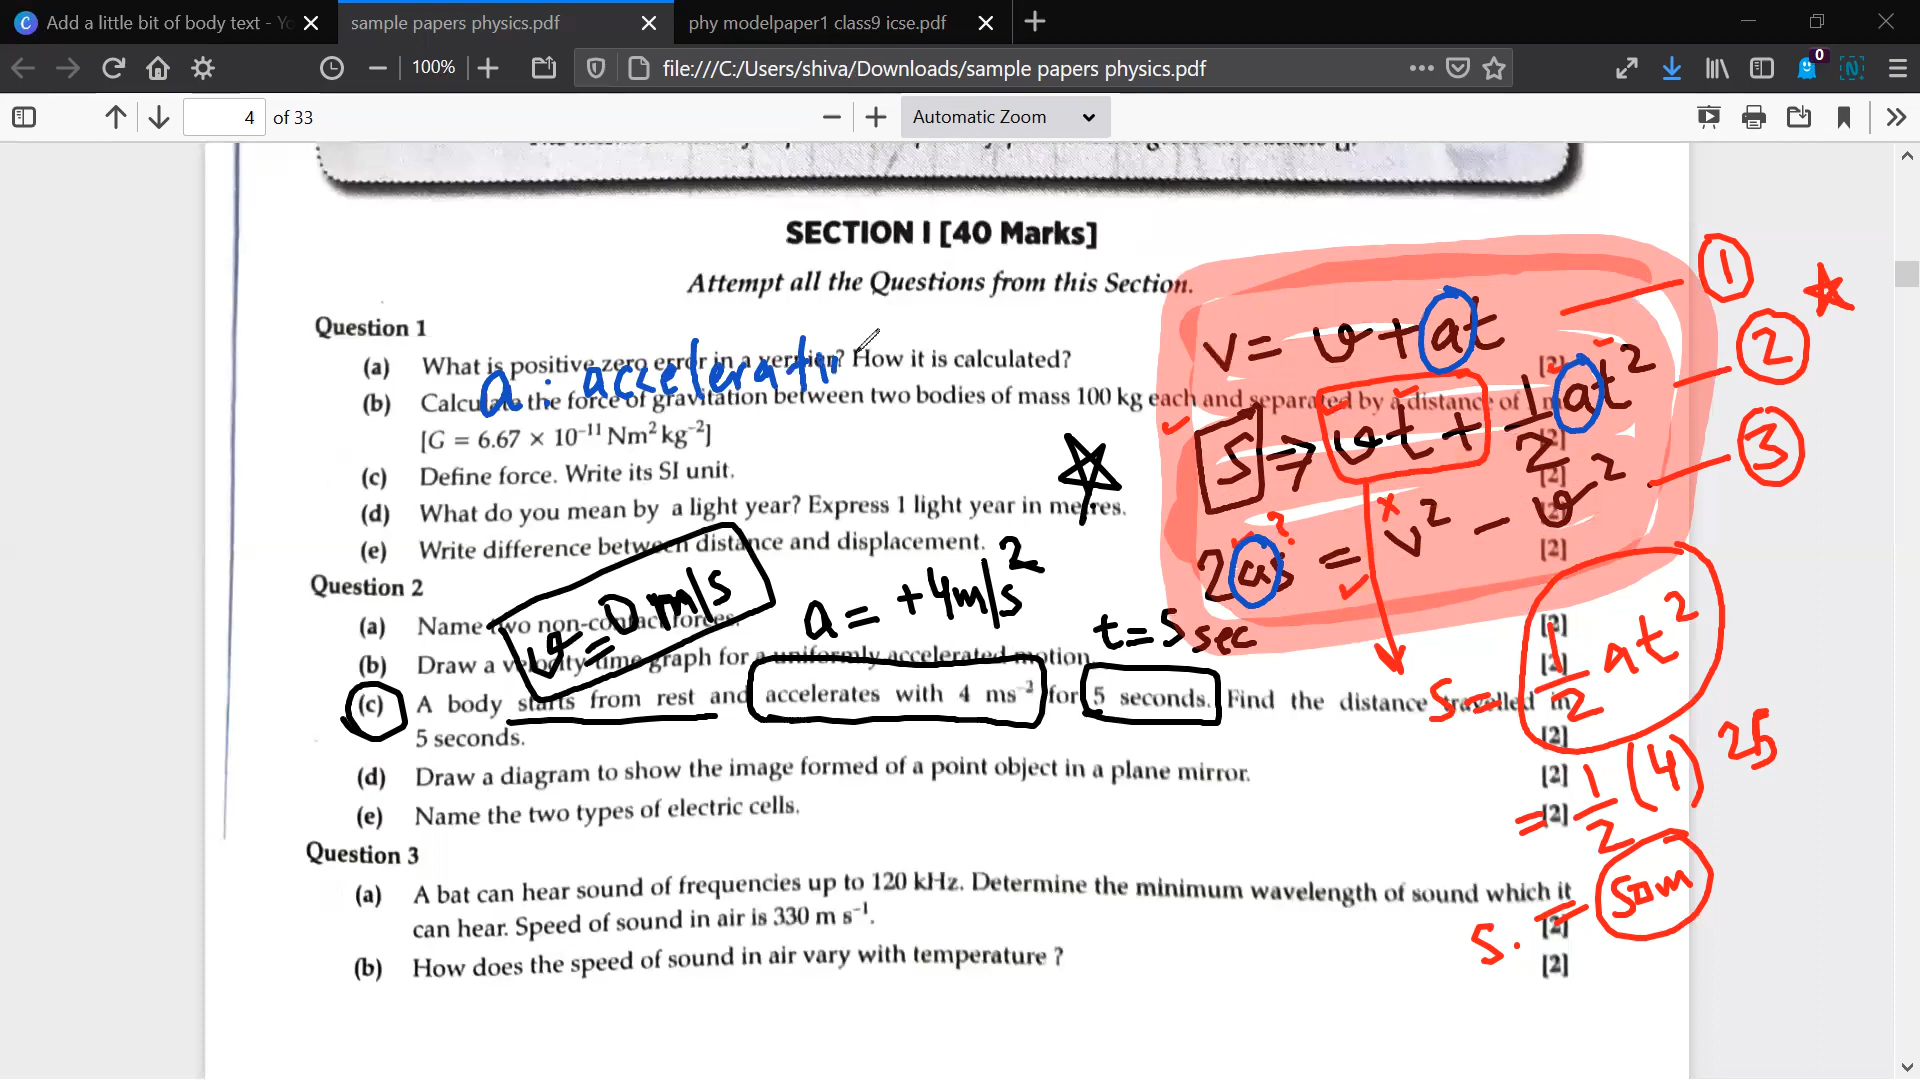 Add a little bit of body text - Yo
sample papers physics.pdf
phy modelpaper1 class9 icse.pdf
100%
file:///C:/Users/shiva/Downloads/sample papers physics.pdf
0
4 of 33
Automatic Zoom
SECTION I [40 Marks]
Attempt all the Questions from this Section.
Question 1
(a) What is positive zero error in a vernier? How it is calculated? [2]
(b) Calculate the force of gravitation between two bodies of mass 100 kg each and separated by a distance of 1 m
[G = 6.67 × 10⁻¹¹ Nm² kg⁻²] [2]
(c) Define force. Write its SI unit. [2]
(d) What do you mean by a light year? Express 1 light year in metres. [2]
(e) Write difference between distance and displacement. [2]
Question 2
(a) Name two non-contact forces. [2]
(b) Draw a velocity-time graph for a uniformly accelerated motion. [2]
(c) A body starts from rest and accelerates with 4 ms⁻² for 5 seconds. Find the distance travelled in
5 seconds. [2]
(d) Draw a diagram to show the image formed of a point object in a plane mirror. [2]
(e) Name the two types of electric cells. [2]
Question 3
(a) A bat can hear sound of frequencies up to 120 kHz. Determine the minimum wavelength of sound which it
can hear. Speed of sound in air is 330 m s⁻¹. [2]
(b) How does the speed of sound in air vary with temperature ? [2]
a : acceleratin
v = u + at 1
S = ut + 1/2 at² 2
2as = v² - u² 3
x
?
u = 0 m/s
a = +4m/s²
t = 5 sec
S = 1/2 at²
= 1/2 (4) 25
S. = 50m